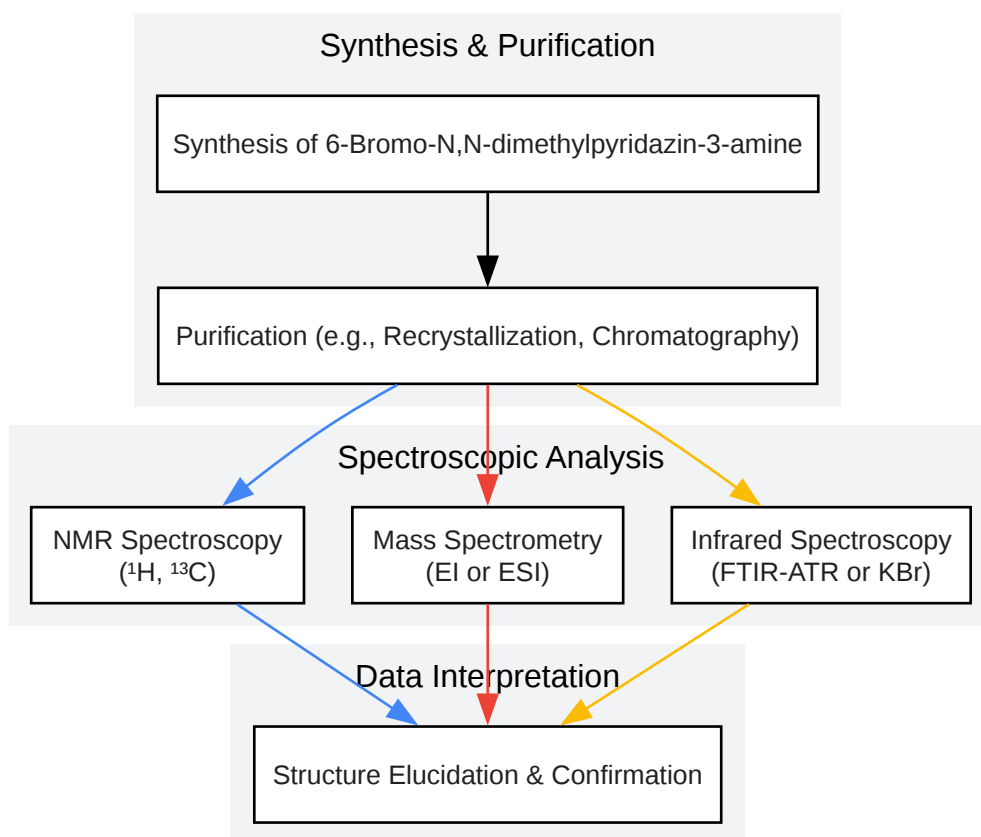 Synthesis & Purification
Synthesis of 6-Bromo-N,N-dimethylpyridazin-3-amine
Purification (e.g., Recrystallization, Chromatography)
Spectroscopic Analysis
NMR Spectroscopy
(¹H, ¹³C)
Mass Spectrometry
(EI or ESI)
Infrared Spectroscopy
(FTIR-ATR or KBr)
Data Interpretation
Structure Elucidation & Confirmation